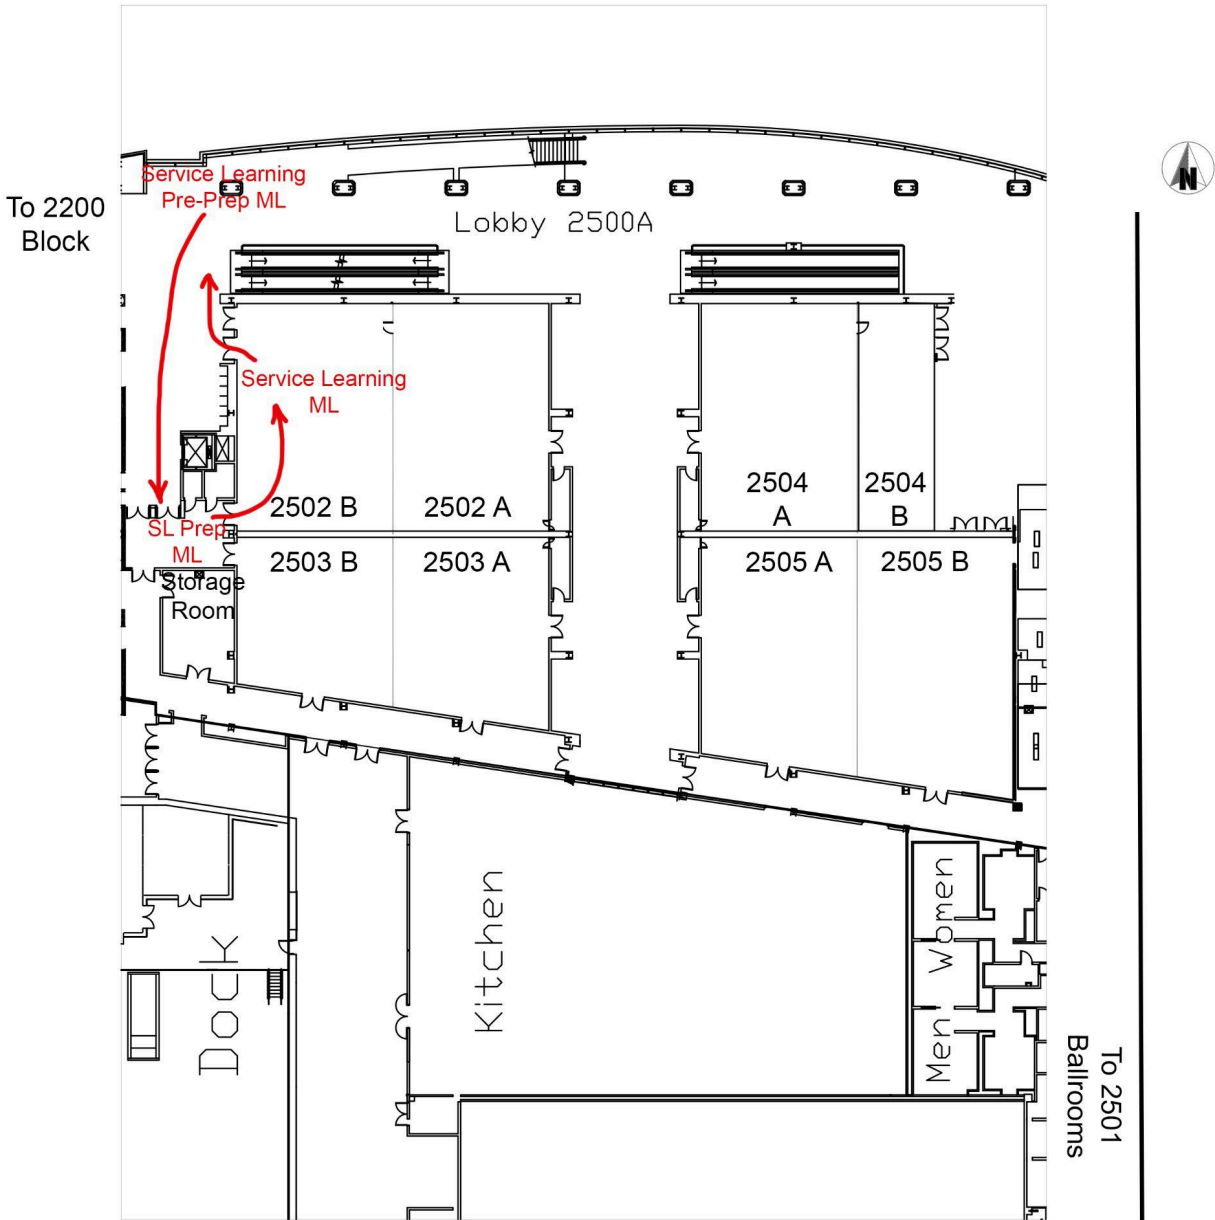 Service Learning
Pre-Prep ML
To 2200
Block
Lobby 2500A
N
Service Learning
ML
2502 B
2502 A
2504
A
2504
B
SL Prep
ML
2503 B
2503 A
2505 A
2505 B
Storage
Room
Kitchen
Women
Men
Dock
To 2501
Ballrooms